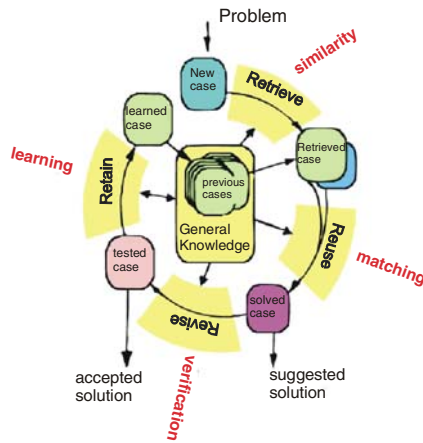 Problem
similarity
New
case
Retrieve
learned
case
Retrieved
case
learning
Retain
previous
cases
General
Knowledge
Reuse
matching
tested
case
solved
case
Revise
verification
accepted
solution
suggested
solution